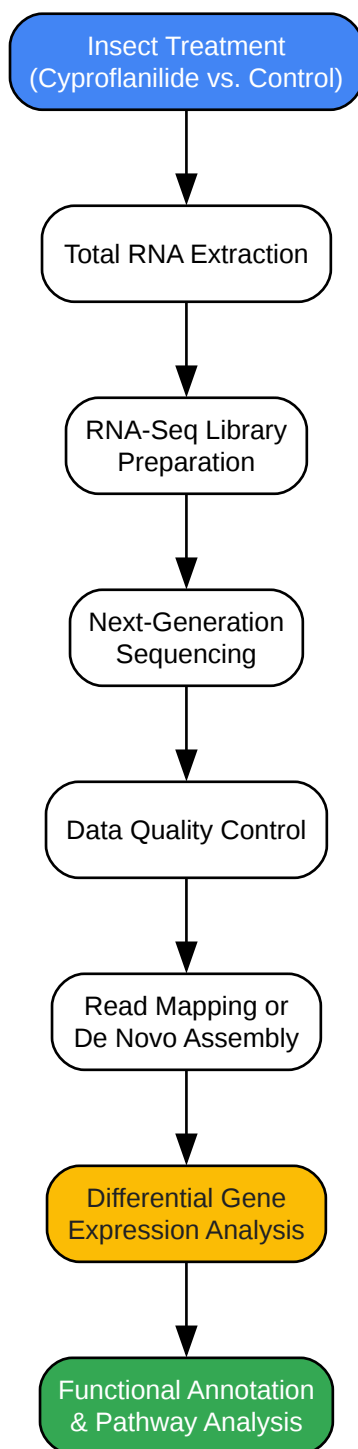 Insect Treatment
(Cyproflanilide vs. Control)
Total RNA Extraction
RNA-Seq Library
Preparation
Next-Generation
Sequencing
Data Quality Control
Read Mapping or
De Novo Assembly
Differential Gene
Expression Analysis
Functional Annotation
& Pathway Analysis